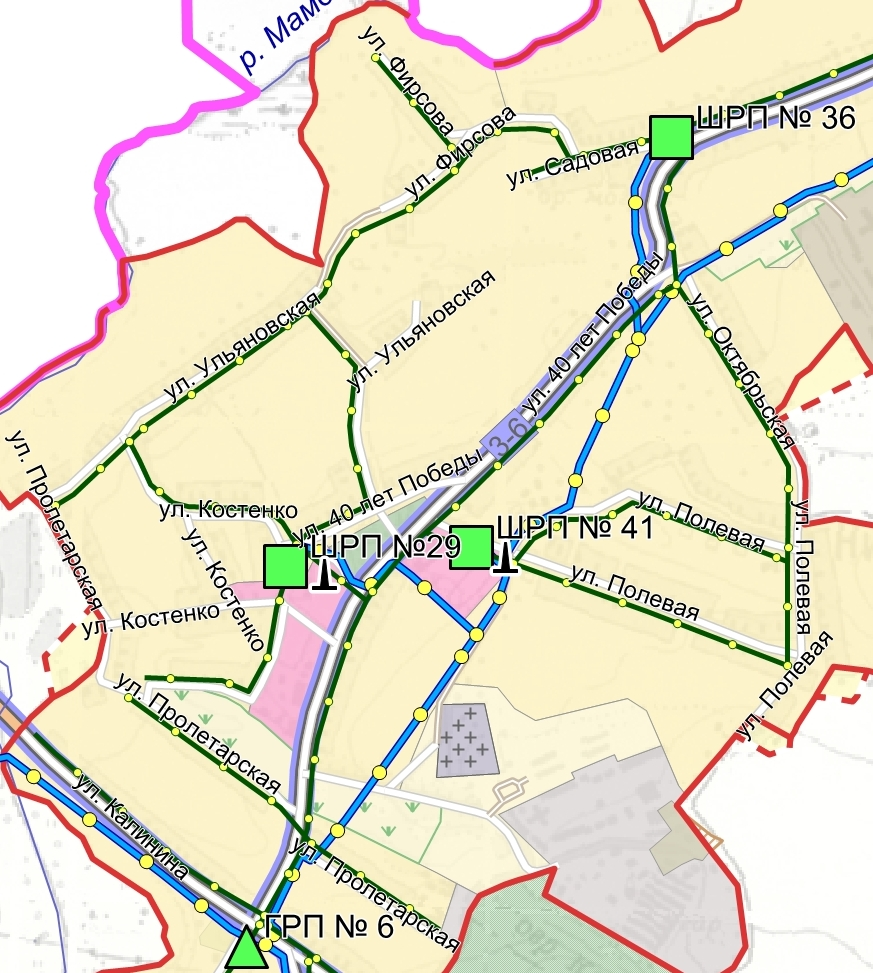 р. Мамо
ул. Фирсова
ШРП № 36
ул. Фирсова
ул. Садовая
ул. 40 лет Победы
ул. Ульяновская
ул. Ульяновская
ул. Октябрьская
3-6
ул. Пролетарская
ул. 40 лет Победы
ул. Костенко
ул. Полевая
ШРП № 41
ШРП №29
ул. Костенко
ул. Полевая
ул. Полевая
ул. Костенко
ул. Полевая
ул. Пролетарская
ул. Калинина
ул. Пролетарская
ГРП № 6
овр.